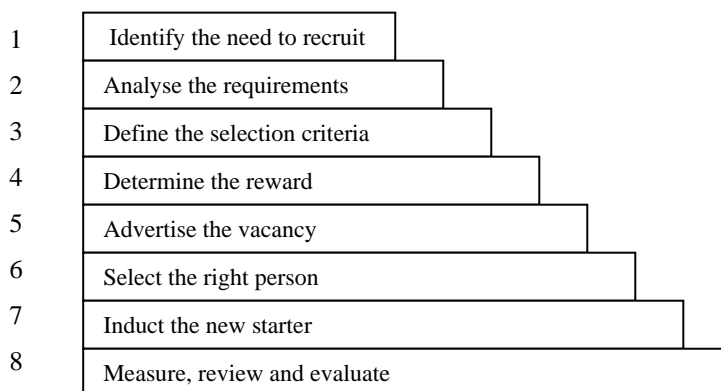 1 Identify the need to recruit
2 Analyse the requirements
3 Define the selection criteria
4 Determine the reward
5 Advertise the vacancy
6 Select the right person
7 Induct the new starter
8 Measure, review and evaluate